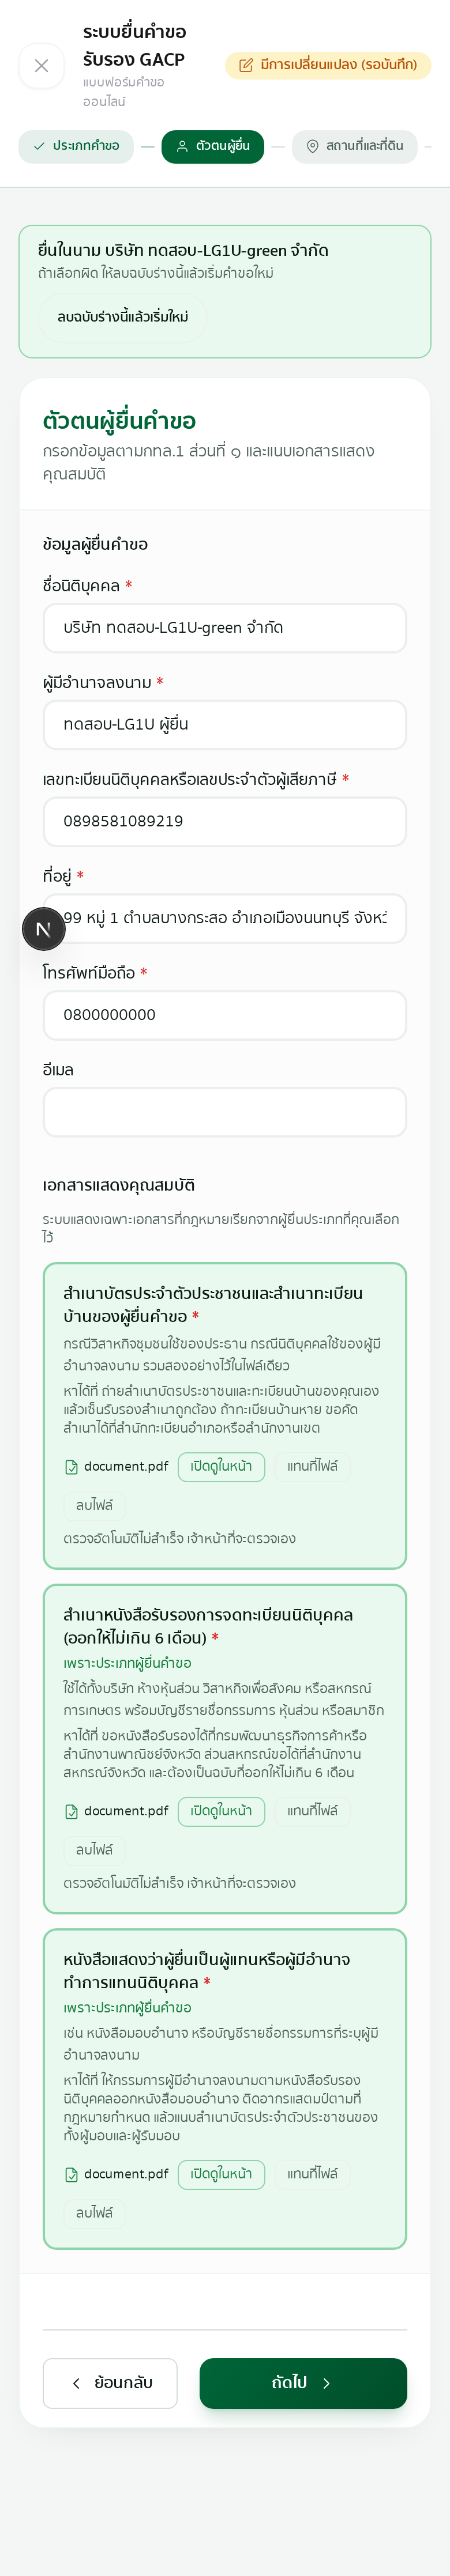 ระบบยื่นคำขอ
รับรอง GACP
แบบฟอร์มคำขอ
ออนไลน์
มีการเปลี่ยนแปลง (รอบันทึก)
ประเภทคำขอ
ตัวตนผู้ยื่น
สถานที่และที่ดิน
ยื่นในนาม บริษัท ทดสอบ-LG1U-green จำกัด
ถ้าเลือกผิด ให้ลบฉบับร่างนี้แล้วเริ่มคำขอใหม่
ลบฉบับร่างนี้แล้วเริ่มใหม่
ตัวตนผู้ยื่นคำขอ
กรอกข้อมูลตามกทล.1 ส่วนที่ ๑ และแนบเอกสารแสดง
คุณสมบัติ
ข้อมูลผู้ยื่นคำขอ
ชื่อนิติบุคคล *
บริษัท ทดสอบ-LG1U-green จำกัด
ผู้มีอำนาจลงนาม *
ทดสอบ-LG1U ผู้ยื่น
เลขทะเบียนนิติบุคคลหรือเลขประจำตัวผู้เสียภาษี *
0898581089219
ที่อยู่ *
99 หมู่ 1 ตำบลบางกระสอ อำเภอเมืองนนทบุรี จังหวั
N
โทรศัพท์มือถือ *
0800000000
อีเมล
เอกสารแสดงคุณสมบัติ
ระบบแสดงเฉพาะเอกสารที่กฎหมายเรียกจากผู้ยื่นประเภทที่คุณเลือก
ไว้
สำเนาบัตรประจำตัวประชาชนและสำเนาทะเบียน
บ้านของผู้ยื่นคำขอ *
กรณีวิสาหกิจชุมชนใช้ของประธาน กรณีนิติบุคคลใช้ของผู้มี
อำนาจลงนาม รวมสองอย่างไว้ในไฟล์เดียว
หาได้ที่ ถ่ายสำเนาบัตรประชาชนและทะเบียนบ้านของคุณเอง
แล้วเซ็นรับรองสำเนาถูกต้อง ถ้าทะเบียนบ้านหาย ขอคัด
สำเนาได้ที่สำนักทะเบียนอำเภอหรือสำนักงานเขต
document.pdf เปิดดูในหน้า แทนที่ไฟล์
ลบไฟล์
ตรวจอัตโนมัติไม่สำเร็จ เจ้าหน้าที่จะตรวจเอง
สำเนาหนังสือรับรองการจดทะเบียนนิติบุคคล
(ออกให้ไม่เกิน 6 เดือน) *
เพราะประเภทผู้ยื่นคำขอ
ใช้ได้ทั้งบริษัท ห้างหุ้นส่วน วิสาหกิจเพื่อสังคม หรือสหกรณ์
การเกษตร พร้อมบัญชีรายชื่อกรรมการ หุ้นส่วน หรือสมาชิก
หาได้ที่ ขอหนังสือรับรองได้ที่กรมพัฒนาธุรกิจการค้าหรือ
สำนักงานพาณิชย์จังหวัด ส่วนสหกรณ์ขอได้ที่สำนักงาน
สหกรณ์จังหวัด และต้องเป็นฉบับที่ออกให้ไม่เกิน 6 เดือน
document.pdf เปิดดูในหน้า แทนที่ไฟล์
ลบไฟล์
ตรวจอัตโนมัติไม่สำเร็จ เจ้าหน้าที่จะตรวจเอง
หนังสือแสดงว่าผู้ยื่นเป็นผู้แทนหรือผู้มีอำนาจ
ทำการแทนนิติบุคคล *
เพราะประเภทผู้ยื่นคำขอ
เช่น หนังสือมอบอำนาจ หรือบัญชีรายชื่อกรรมการที่ระบุผู้มี
อำนาจลงนาม
หาได้ที่ ให้กรรมการผู้มีอำนาจลงนามตามหนังสือรับรอง
นิติบุคคลออกหนังสือมอบอำนาจ ติดอากรแสตมป์ตามที่
กฎหมายกำหนด แล้วแนบสำเนาบัตรประจำตัวประชาชนของ
ทั้งผู้มอบและผู้รับมอบ
document.pdf เปิดดูในหน้า แทนที่ไฟล์
ลบไฟล์
ย้อนกลับ
ถัดไป